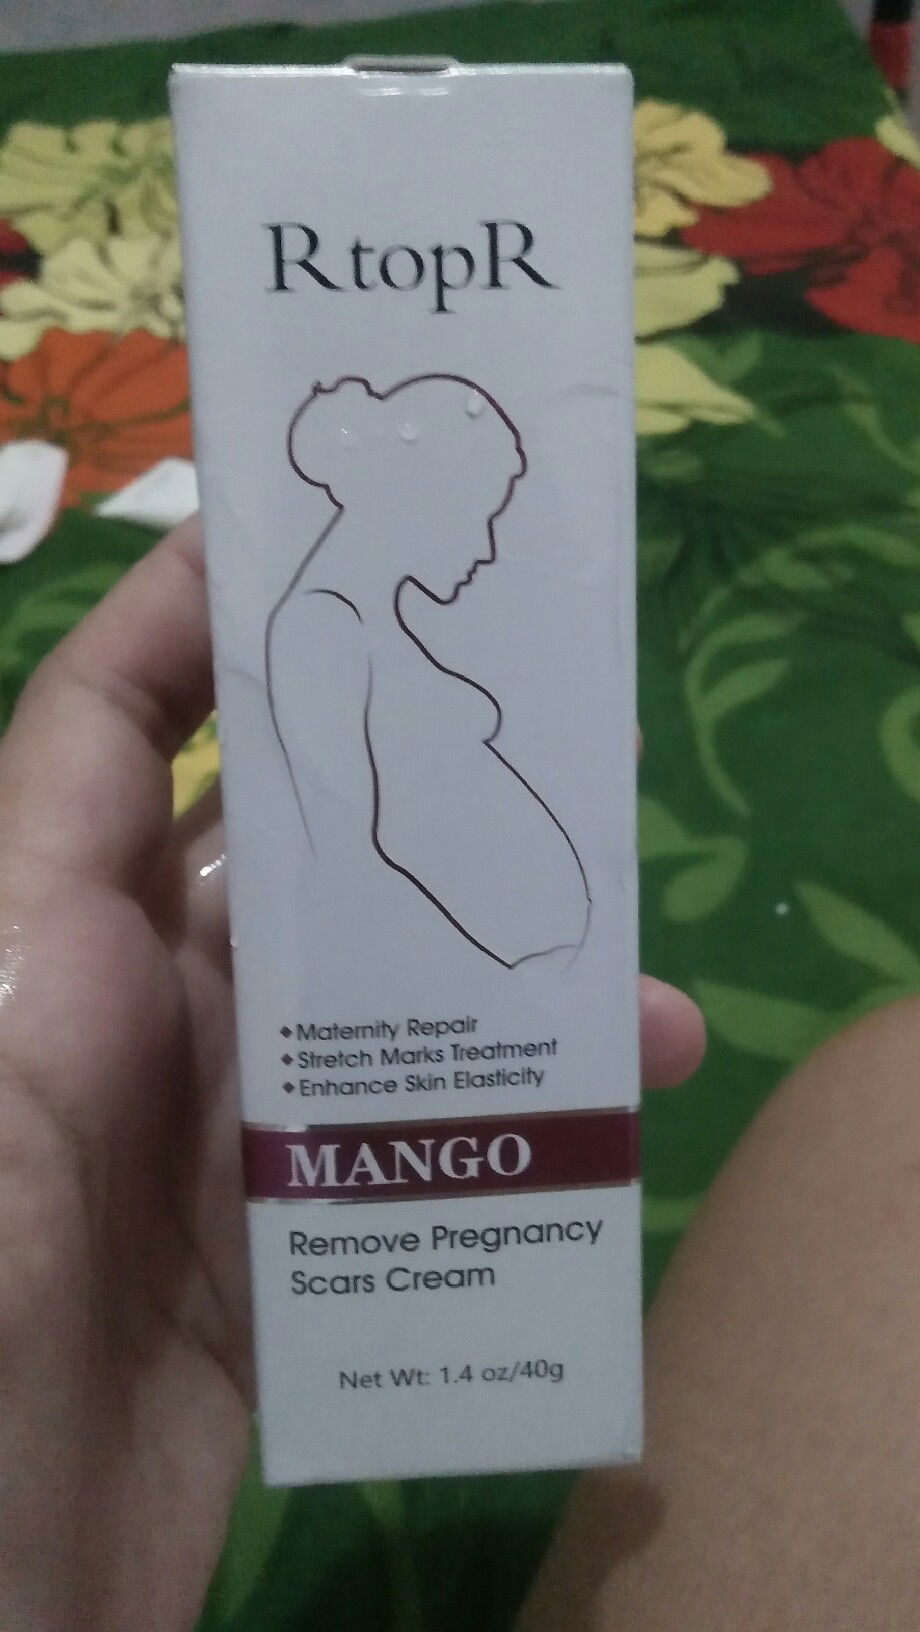 RtopR
◆Maternity Repair
◆Stretch Marks Treatment
◆Enhance Skin Elasticity
MANGO
Remove Pregnancy
Scars Cream
Net Wt: 1.4 oz/40g